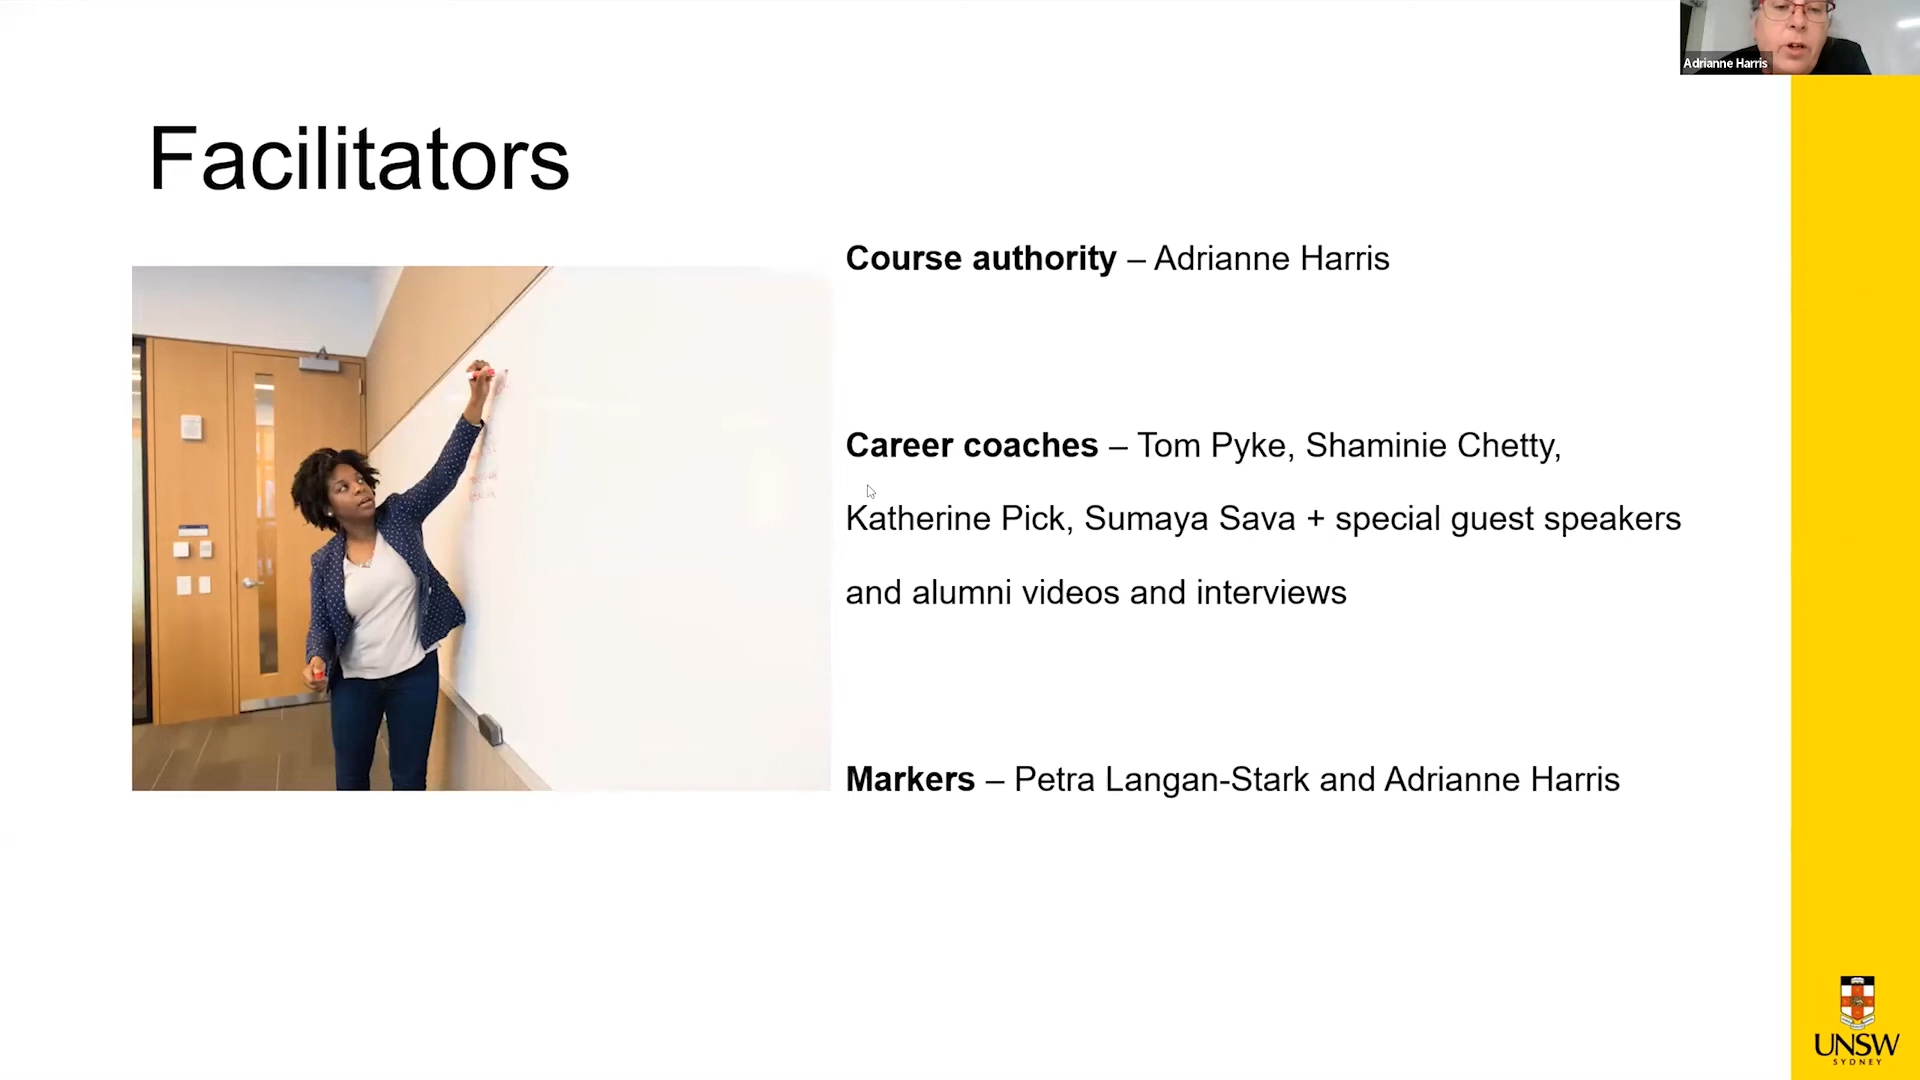 Adrianne Harris
Facilitators
Course authority – Adrianne Harris
Career coaches – Tom Pyke, Shaminie Chetty,
Katherine Pick, Sumaya Sava + special guest speakers
and alumni videos and interviews
Markers – Petra Langan-Stark and Adrianne Harris
UNSW
SYDNEY